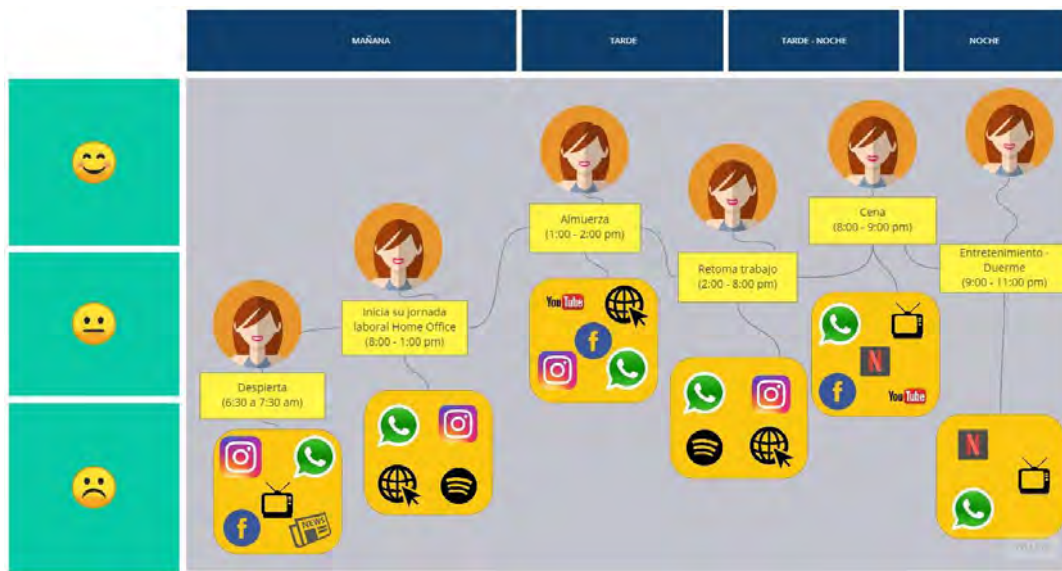 MAÑANA
TARDE
TARDE - NOCHE
NOCHE
Despierta
(6:30 a 7:30 am)
Inicia su jornada
laboral Home Office
(8:00 - 1:00 pm)
Almuerza
(1:00 - 2:00 pm)
Retoma trabajo
(2:00 - 8:00 pm)
Cena
(8:00 - 9:00 pm)
Entretenimiento -
Duerme
(9:00 - 11:00 pm)
NEWS
YouTube
N
YouTube
N